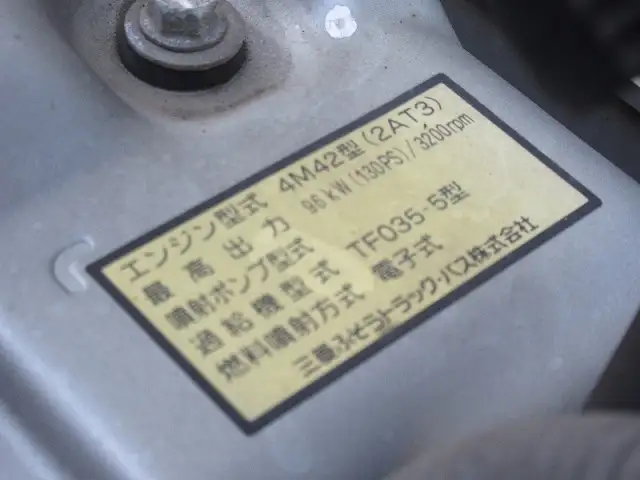 エンジン型式 4M42型(2AT3)
最高出力 96kW(130PS)/3200rpm
噴射ポンプ型式
過給機型式 TF035-5型
燃料噴射方式 電子式
三菱ふそうトラック・バス株式会社